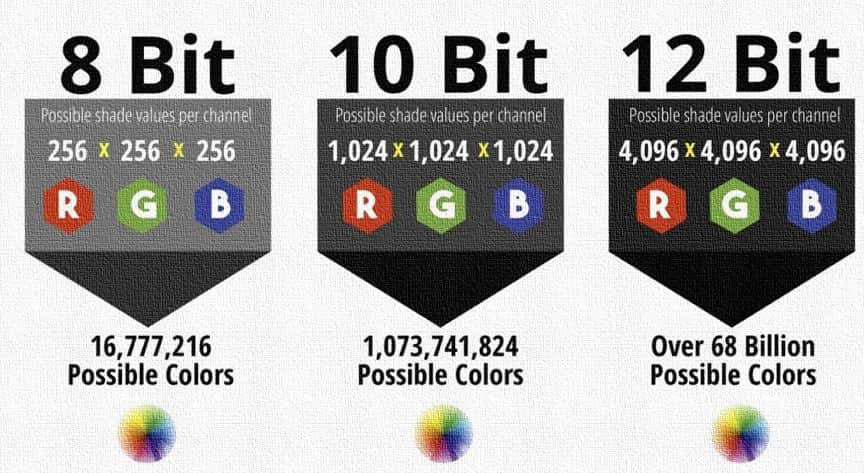 8 Bit
Possible shade values per channel
256 x 256 x 256
R G B
16,777,216
Possible Colors
10 Bit
Possible shade values per channel
1,024 x 1,024 x 1,024
R G B
1,073,741,824
Possible Colors
12 Bit
Possible shade values per channel
4,096 x 4,096 x 4,096
R G B
Over 68 Billion
Possible Colors